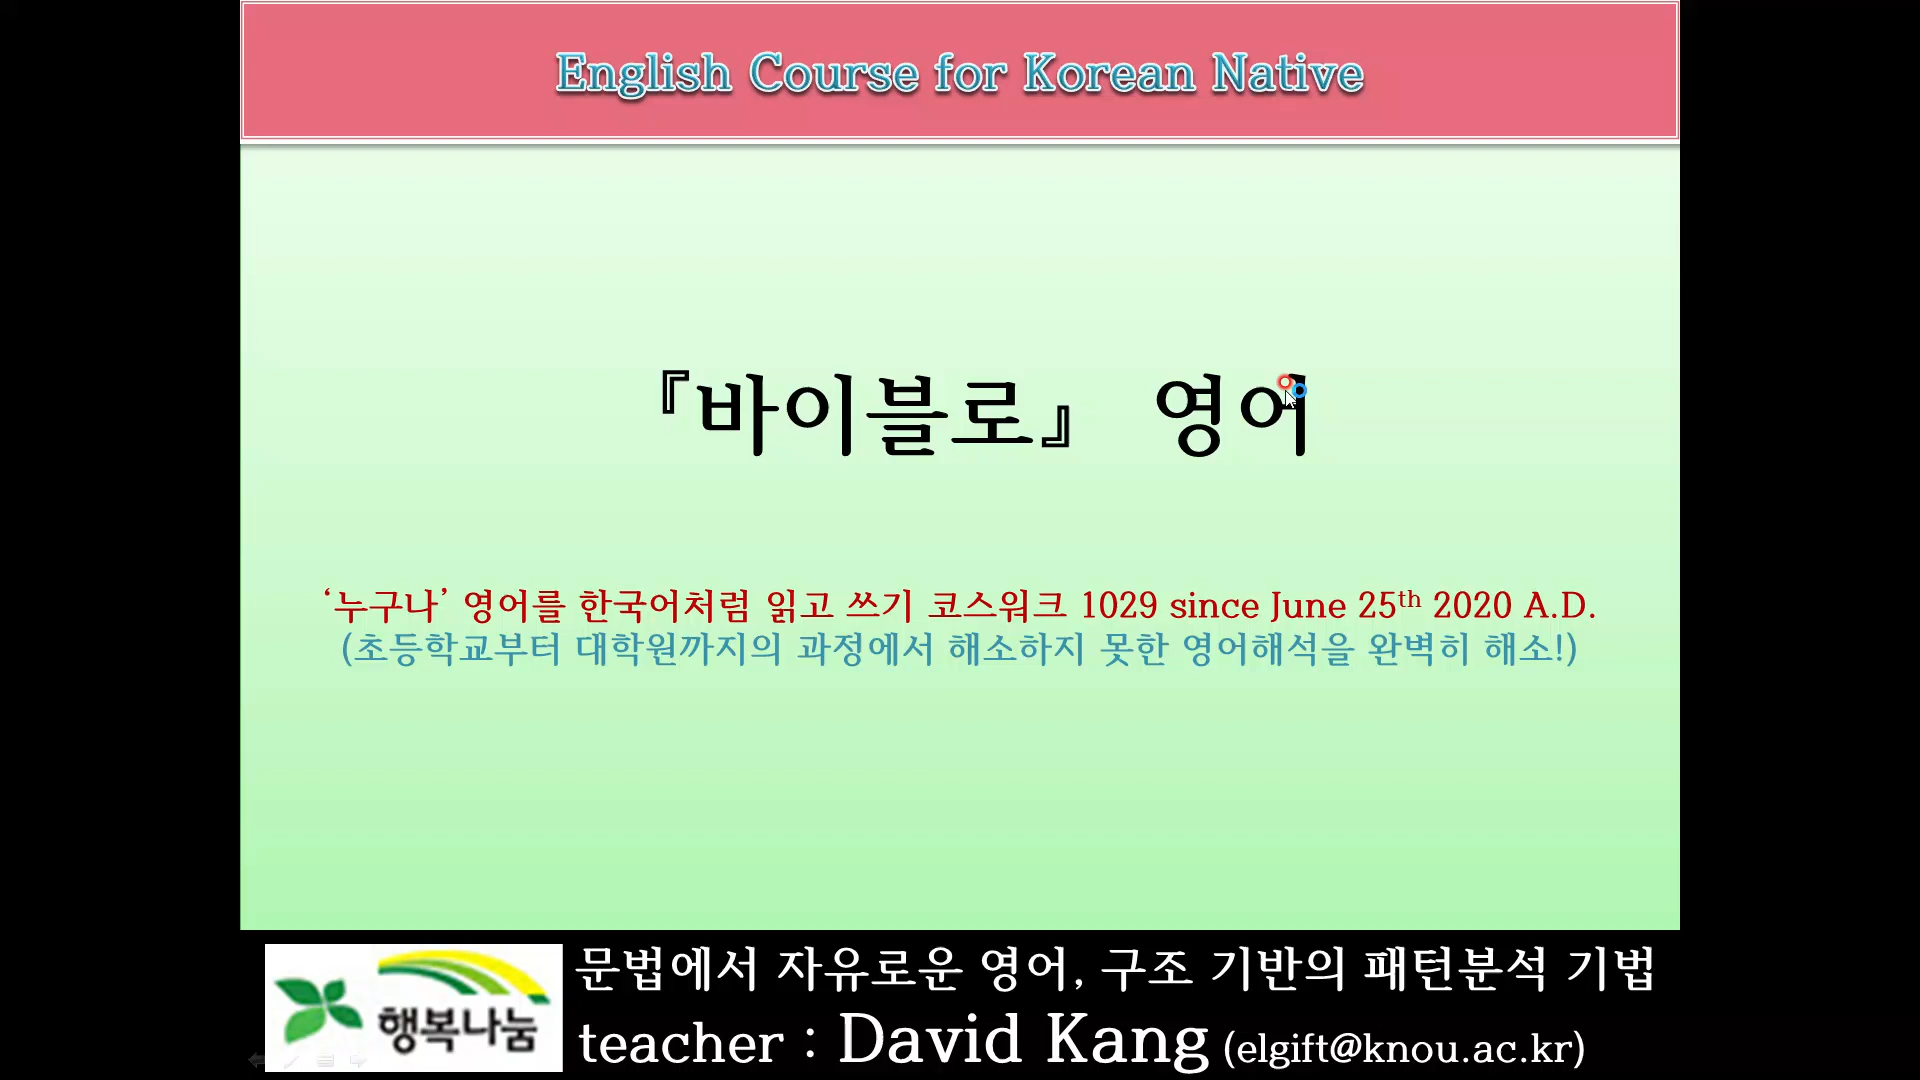 English Course for Korean Native
『바이블로』 영어
‘누구나’ 영어를 한국어처럼 읽고 쓰기 코스워크 1029 since June 25th 2020 A.D.
(초등학교부터 대학원까지의 과정에서 해소하지 못한 영어해석을 완벽히 해소!)
행복나눔
문법에서 자유로운 영어, 구조 기반의 패턴분석 기법
teacher : David Kang (elgift@knou.ac.kr)